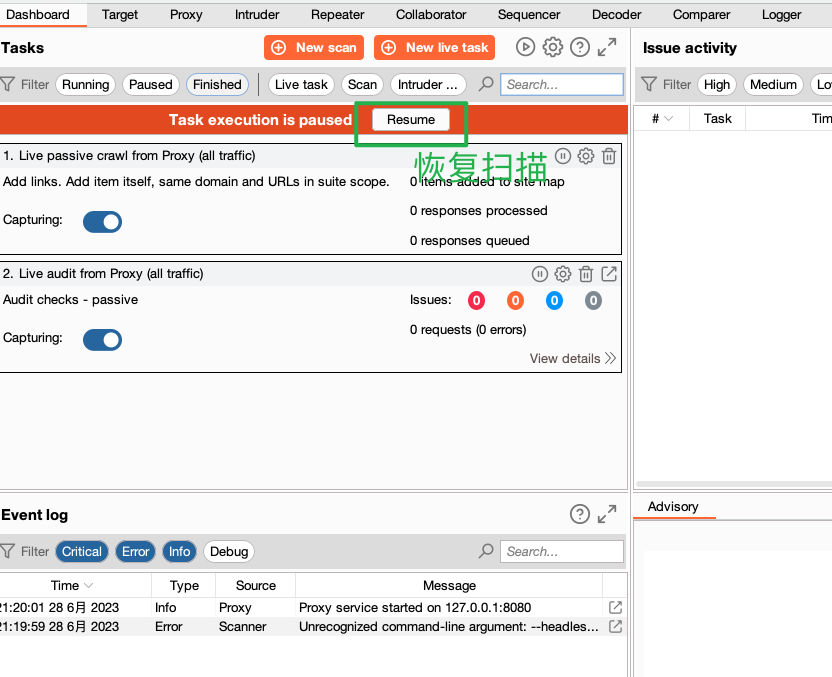 Dashboard Target Proxy Intruder Repeater Collaborator Sequencer Decoder Comparer Logger
Tasks New scan New live task
Filter Running Paused Finished Live task Scan Intruder ... Search...
Task execution is paused Resume
恢复扫描
1. Live passive crawl from Proxy (all traffic)
Add links. Add item itself, same domain and URLs in suite scope. 0 items added to site map
0 responses processed
Capturing:
0 responses queued
2. Live audit from Proxy (all traffic)
Audit checks - passive Issues: 0 0 0 0
0 requests (0 errors)
Capturing:
View details
Issue activity
Filter High Medium
# Task
Event log
Filter Critical Error Info Debug Search...
Time Type Source Message
21:20:01 28 6月 2023 Info Proxy Proxy service started on 127.0.0.1:8080
21:19:59 28 6月 2023 Error Scanner Unrecognized command-line argument: --headles...
Advisory